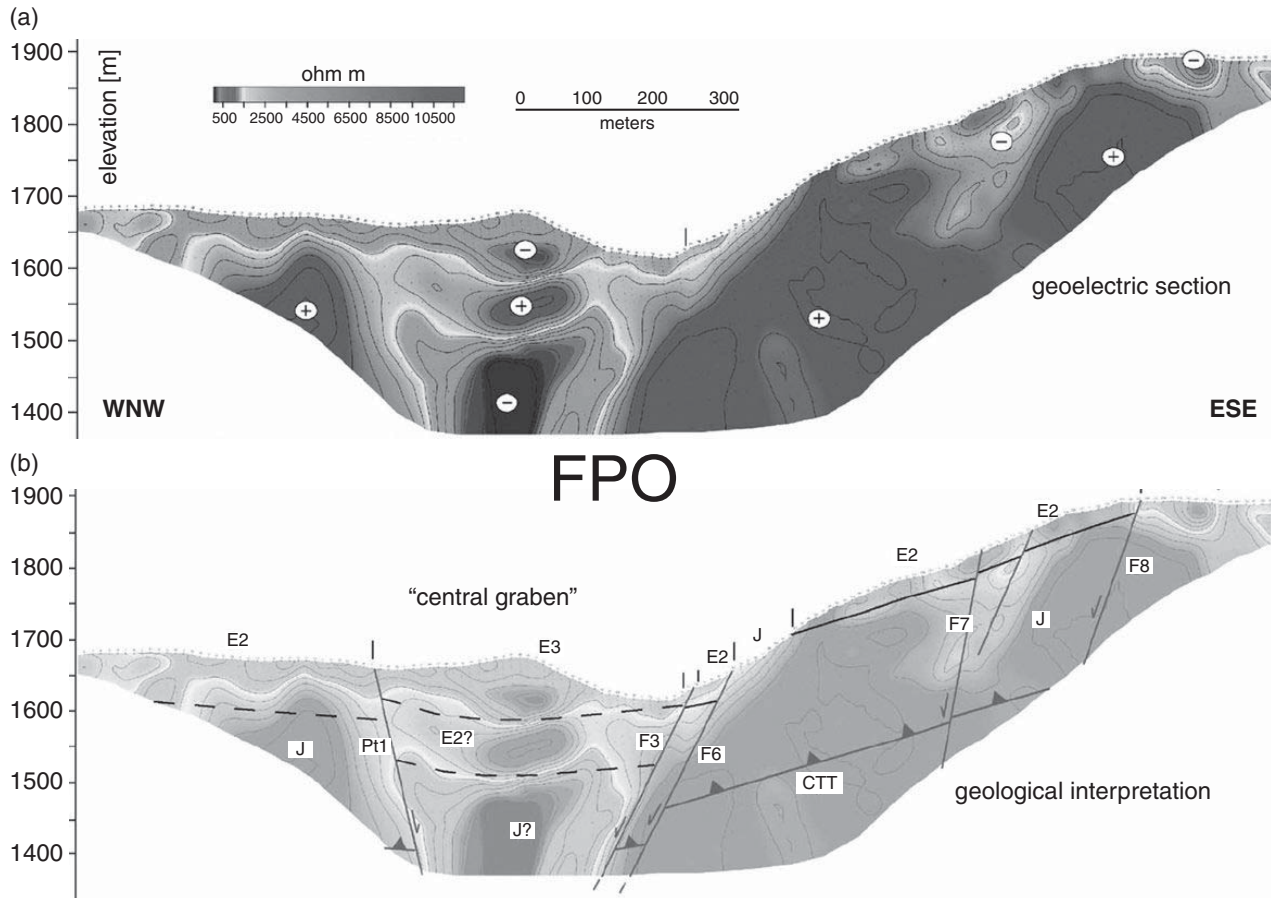 (a)
1900
1800
1700
1600
1500
1400
elevation [m]
ohm m
500 2500 4500 6500 8500 10500
0 100 200 300
meters
−
−
+
−
+
+
+
−
geoelectric section
WNW
ESE
(b)
FPO
1900
1800
1700
1600
1500
1400
"central graben"
E2
E2
F8
E2
F7
J
J
E2
E3
E2?
J
Pt1
F3
F6
CTT
J?
geological interpretation